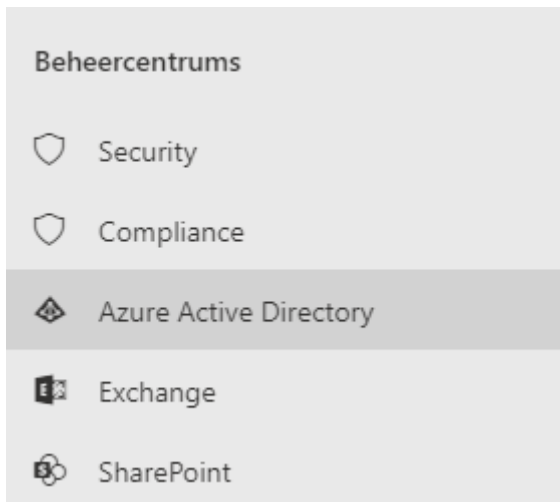 Beheercentrums
Security
Compliance
Azure Active Directory
Exchange
SharePoint